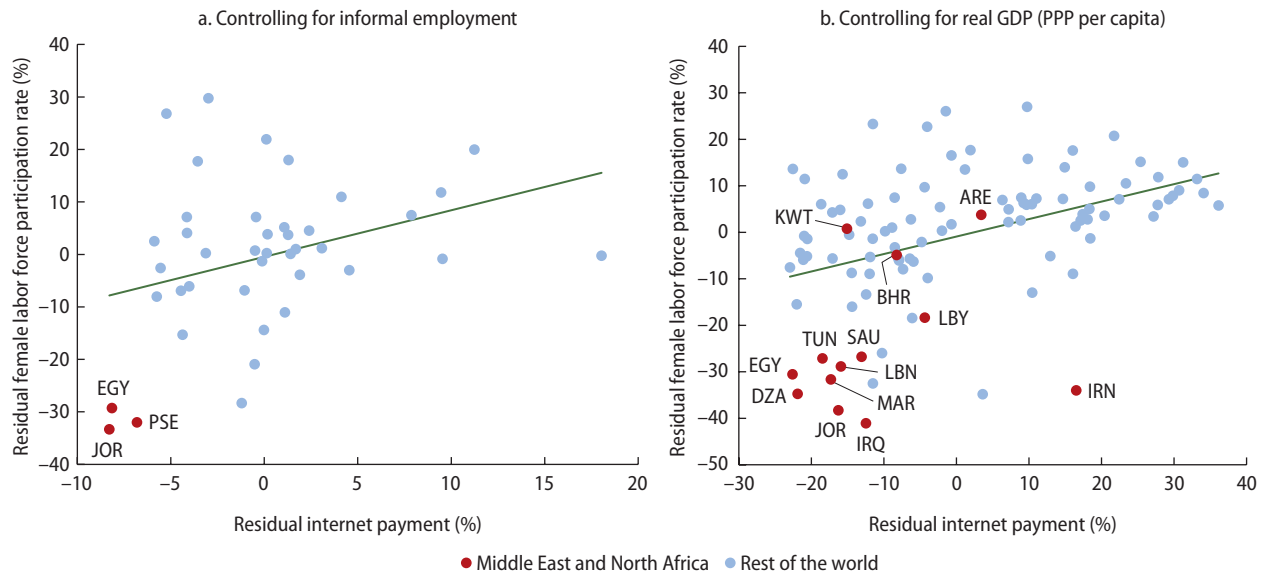 a. Controlling for informal employment
Residual female labor force participation rate (%)
40
30
20
10
0
−10
−20
−30
−40
EGY
PSE
JOR
−10
−5
0
5
10
15
20
Residual internet payment (%)
b. Controlling for real GDP (PPP per capita)
Residual female labor force participation rate (%)
40
30
20
10
0
−10
−20
−30
−40
−50
ARE
KWT
BHR
LBY
TUN
SAU
EGY
LBN
DZA
MAR
IRN
JOR
IRQ
−30
−20
−10
0
10
20
30
40
Residual internet payment (%)
Middle East and North Africa
Rest of the world